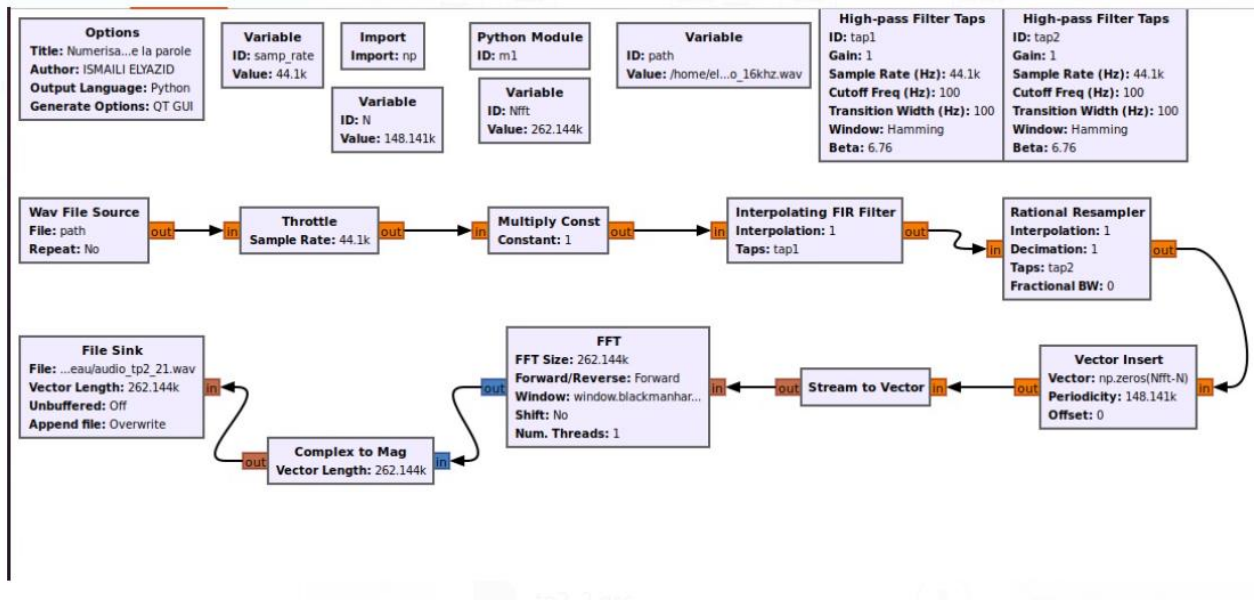 Options
Title: Numerisa...e la parole
Author: ISMAILI ELYAZID
Output Language: Python
Generate Options: QT GUI
Variable
ID: samp_rate
Value: 44.1k
Import
Import: np
Variable
ID: N
Value: 148.141k
Python Module
ID: m1
Variable
ID: Nfft
Value: 262.144k
Variable
ID: path
Value: /home/el...o_16khz.wav
High-pass Filter Taps
ID: tap1
Gain: 1
Sample Rate (Hz): 44.1k
Cutoff Freq (Hz): 100
Transition Width (Hz): 100
Window: Hamming
Beta: 6.76
High-pass Filter Taps
ID: tap2
Gain: 1
Sample Rate (Hz): 44.1k
Cutoff Freq (Hz): 100
Transition Width (Hz): 100
Window: Hamming
Beta: 6.76
Wav File Source
File: path
Repeat: No
out
in
Throttle
Sample Rate: 44.1k
out
in
Multiply Const
Constant: 1
out
in
Interpolating FIR Filter
Interpolation: 1
Taps: tap1
out
in
Rational Resampler
Interpolation: 1
Decimation: 1
Taps: tap2
Fractional BW: 0
out
File Sink
File: ...eau/audio_tp2_21.wav
Vector Length: 262.144k
Unbuffered: Off
Append file: Overwrite
in
out
Complex to Mag
Vector Length: 262.144k
in
out
FFT
FFT Size: 262.144k
Forward/Reverse: Forward
Window: window.blackmanhar...
Shift: No
Num. Threads: 1
in
out
Stream to Vector
in
out
Vector Insert
Vector: np.zeros(Nfft-N)
Periodicity: 148.141k
Offset: 0
in